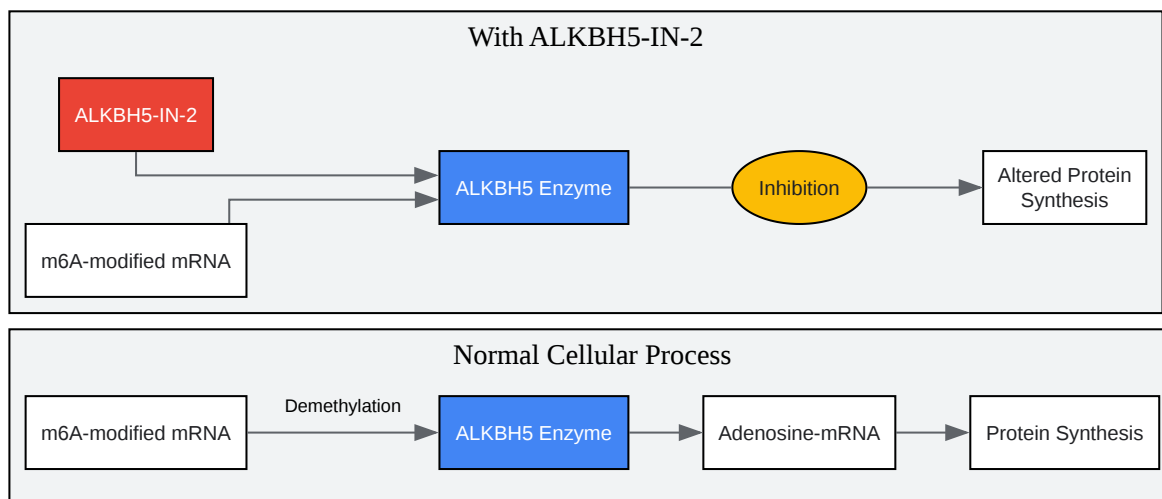 With ALKBH5-IN-2
ALKBH5-IN-2
ALKBH5 Enzyme
Inhibition
Altered Protein
Synthesis
m6A-modified mRNA
Normal Cellular Process
m6A-modified mRNA
Demethylation
ALKBH5 Enzyme
Adenosine-mRNA
Protein Synthesis